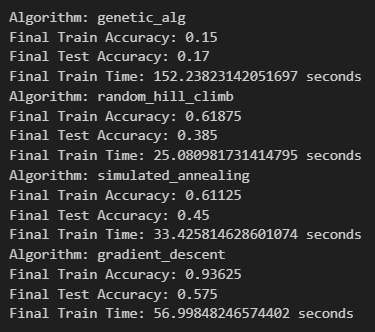 Algorithm: genetic_alg
Final Train Accuracy: 0.15
Final Test Accuracy: 0.17
Final Train Time: 152.23823142051697 seconds
Algorithm: random_hill_climb
Final Train Accuracy: 0.61875
Final Test Accuracy: 0.385
Final Train Time: 25.080981731414795 seconds
Algorithm: simulated_annealing
Final Train Accuracy: 0.61125
Final Test Accuracy: 0.45
Final Train Time: 33.425814628601074 seconds
Algorithm: gradient_descent
Final Train Accuracy: 0.93625
Final Test Accuracy: 0.575
Final Train Time: 56.99848246574402 seconds